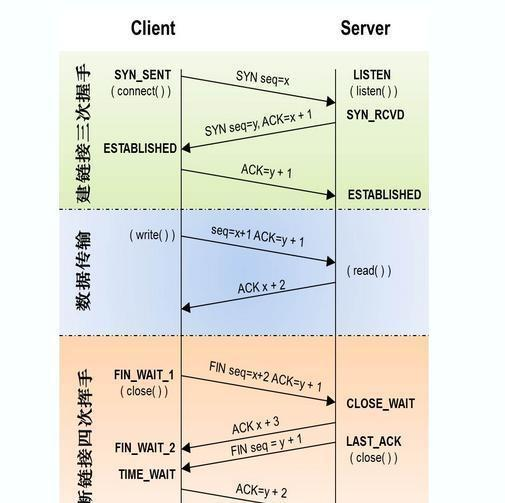 Client
Server
建链接三次握手
SYN_SENT
( connect( ) )
SYN seq=x
LISTEN
( listen( ) )
SYN_RCVD
SYN seq=y, ACK=x + 1
ESTABLISHED
ACK=y + 1
ESTABLISHED
数据传输
( write( ) )
seq=x+1 ACK=y + 1
( read( ) )
ACK x + 2
断链接四次挥手
FIN_WAIT_1
( close( ) )
FIN seq=x+2 ACK=y + 1
CLOSE_WAIT
ACK x + 3
FIN_WAIT_2
FIN seq = y + 1
LAST_ACK
( close( ) )
TIME_WAIT
ACK=y + 2